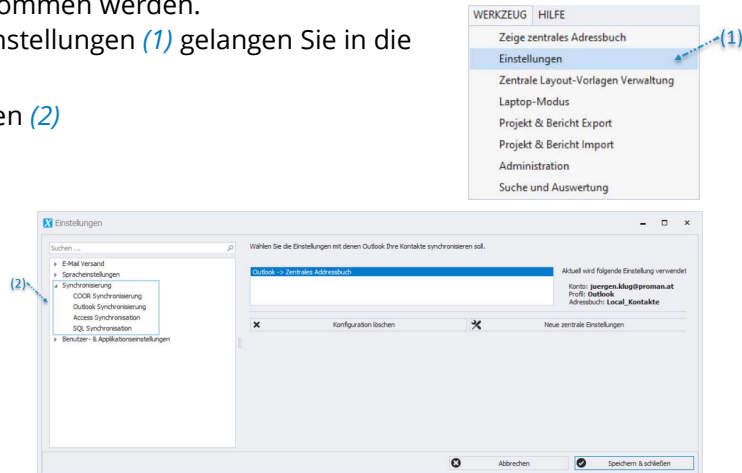 ommen werden.
nstellungen (1) gelangen Sie in die
en (2)
WERKZEUG HILFE
Zeige zentrales Adressbuch
(1)
Einstellungen
Zentrale Layout-Vorlagen Verwaltung
Laptop-Modus
Projekt & Bericht Export
Projekt & Bericht Import
Administration
Suche und Auswertung
Einstellungen
Suchen ...
Wählen Sie die Einstellungen mit denen Outlook Ihre Kontakte synchronisieren soll.
E-Mail Versand
Spracheinstellungen
(2)
Synchronisierung
COOR Synchronisierung
Outlook Synchronisierung
Access Synchronisation
SQL Synchronisation
Benutzer- & Applikationseinstellungen
Outlook -> Zentrales Addressbuch
Aktuell wird folgende Einstellung verwendet
Konto: juergen.klug@proman.at
Profil: Outlook
Adressbuch: Local_Kontakte
Konfiguration löschen
Neue zentrale Einstellungen
Abbrechen
Speichern & schließen